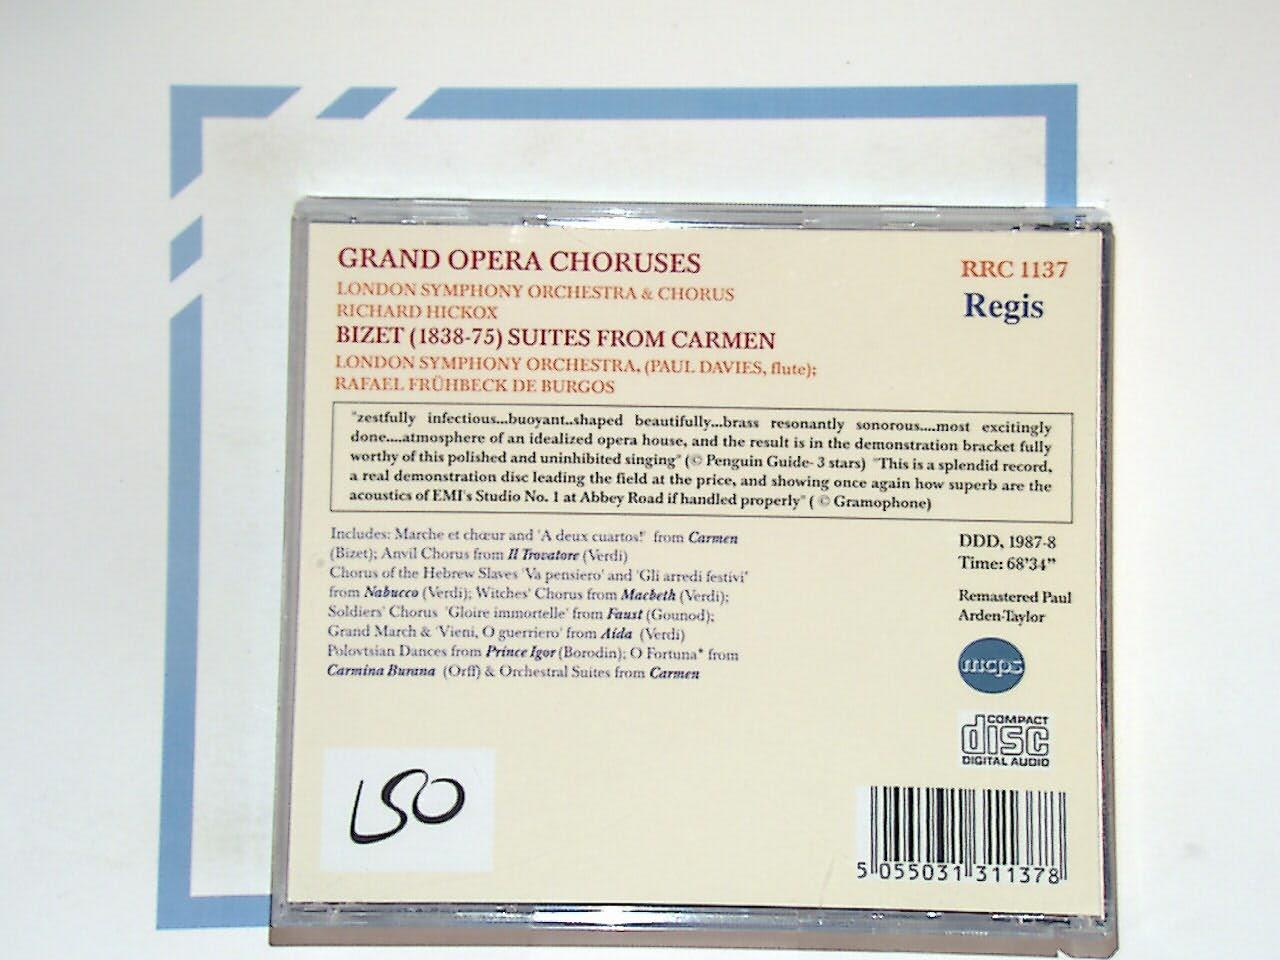 GRAND OPERA CHORUSES
LONDON SYMPHONY ORCHESTRA & CHORUS
RICHARD HICKOX
BIZET (1838-75) SUITES FROM CARMEN
LONDON SYMPHONY ORCHESTRA, (PAUL DAVIES, flute);
RAFAEL FRÜHBECK DE BURGOS
RRC 1137
Regis
"zestfully infectious...buoyant..shaped beautifully...brass resonantly sonorous....most excitingly
done....atmosphere of an idealized opera house, and the result is in the demonstration bracket fully
worthy of this polished and uninhibited singing" (© Penguin Guide- 3 stars) "This is a splendid record,
a real demonstration disc leading the field at the price, and showing once again how superb are the
acoustics of EMI's Studio No. 1 at Abbey Road if handled properly" ( © Gramophone)
Includes: Marche et chœur and 'A deux cuartos!' from Carmen
(Bizet); Anvil Chorus from Il Trovatore (Verdi)
Chorus of the Hebrew Slaves 'Va pensiero' and 'Gli arredi festivi'
from Nabucco (Verdi); Witches' Chorus from Macbeth (Verdi);
Soldiers' Chorus 'Gloire immortelle' from Faust (Gounod);
Grand March & 'Vieni, O guerriero' from Aida (Verdi)
Polovtsian Dances from Prince Igor (Borodin); O Fortuna* from
Carmina Burana (Orff) & Orchestral Suites from Carmen
DDD, 1987-8
Time: 68'34"
Remastered Paul
Arden-Taylor
mcps
COMPACT
disc
DIGITAL AUDIO
LSO
5 055031 311378